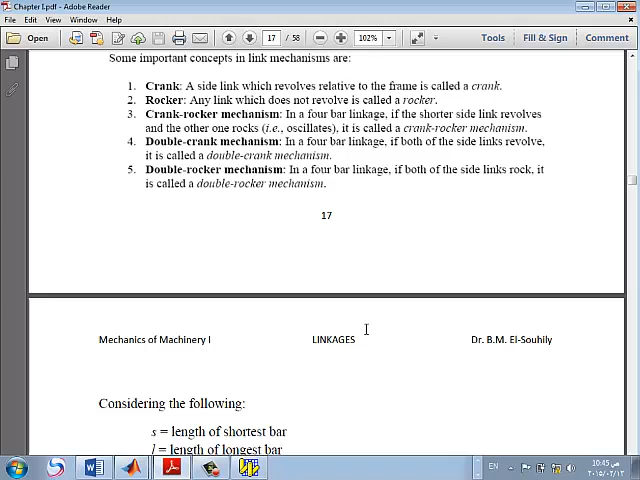 Chapter I.pdf - Adobe Reader
File Edit View Window Help
Open 17 / 58 102% Tools Fill & Sign Comment
Some important concepts in link mechanisms are:
1. Crank: A side link which revolves relative to the frame is called a crank.
2. Rocker: Any link which does not revolve is called a rocker.
3. Crank-rocker mechanism: In a four bar linkage, if the shorter side link revolves
and the other one rocks (i.e., oscillates), it is called a crank-rocker mechanism.
4. Double-crank mechanism: In a four bar linkage, if both of the side links revolve,
it is called a double-crank mechanism.
5. Double-rocker mechanism: In a four bar linkage, if both of the side links rock, it
is called a double-rocker mechanism.
17
Mechanics of Machinery I LINKAGES Dr. B.M. El-Souhily
Considering the following:
s = length of shortest bar
l = length of longest bar
EN 10:45 ص
٢٠١٥/٠٢/١٣